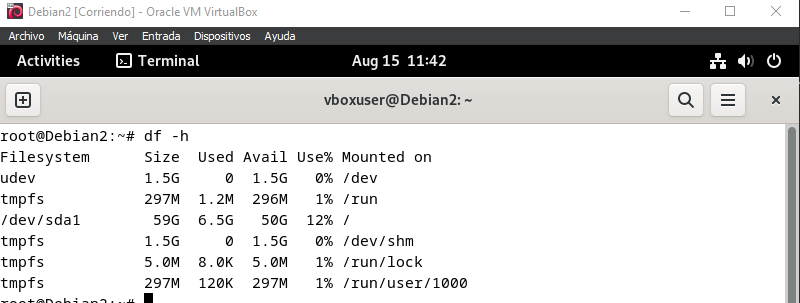 Debian2 [Corriendo] - Oracle VM VirtualBox
Archivo Máquina Ver Entrada Dispositivos Ayuda
Activities Terminal Aug 15 11:42
vboxuser@Debian2: ~
root@Debian2:~# df -h
Filesystem      Size  Used Avail Use% Mounted on
udev            1.5G     0  1.5G   0% /dev
tmpfs           297M  1.2M  296M   1% /run
/dev/sda1        59G  6.5G   50G  12% /
tmpfs           1.5G     0  1.5G   0% /dev/shm
tmpfs           5.0M  8.0K  5.0M   1% /run/lock
tmpfs           297M  120K  297M   1% /run/user/1000
root@Debian2:~#